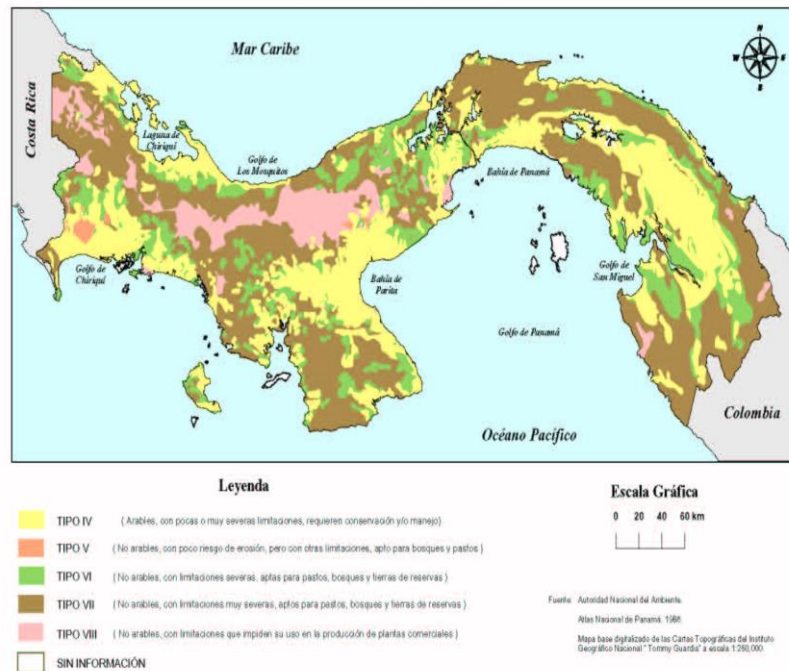 Mar Caribe
N
W E
S
Costa Rica
Laguna de
Chiriquí
Golfo de
Los Mosquitos
Bahía de Panamá
Golfo de
Chiriquí
Bahía de
Parita
Golfo de
San Miguel
Golfo de Panamá
Colombia
Océano Pacífico
Leyenda
TIPO IV ( Arables, con pocas o muy severas limitaciones, requieren conservación y/o manejo)
TIPO V ( No arables, con poco riesgo de erosión, pero con otras limitaciones, apto para bosques y pastos )
TIPO VI ( No arables, con limitaciones severas, aptas para pastos, bosques y tierras de reservas )
TIPO VII ( No arables, con limitaciones muy severas, aptos para pastos, bosques y tierras de reservas )
TIPO VIII ( No arables, con limitaciones que impiden su uso en la producción de plantas comerciales )
SIN INFORMACIÓN
Escala Gráfica
0 20 40 60 km
Fuente: Autoridad Nacional del Ambiente.
Atlas Nacional de Panamá. 1988.
Mapa base digitalizado de las Cartas Topográficas del Instituto
Geográfico Nacional " Tommy Guardia" a escala 1:250,000.